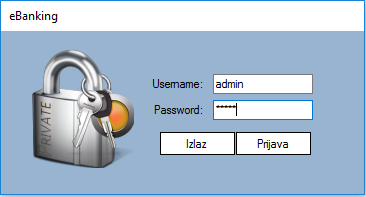 eBanking
PRIVATE
Username: admin
Password: *****
Izlaz Prijava